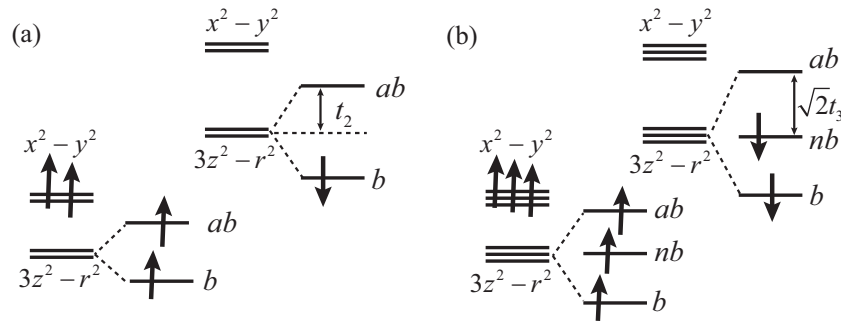 (a)
x² − y²
ab
t₂
3z² − r²
b
x² − y²
ab
3z² − r²
b
(b)
x² − y²
ab
√2t₃
nb
3z² − r²
b
x² − y²
ab
nb
3z² − r²
b